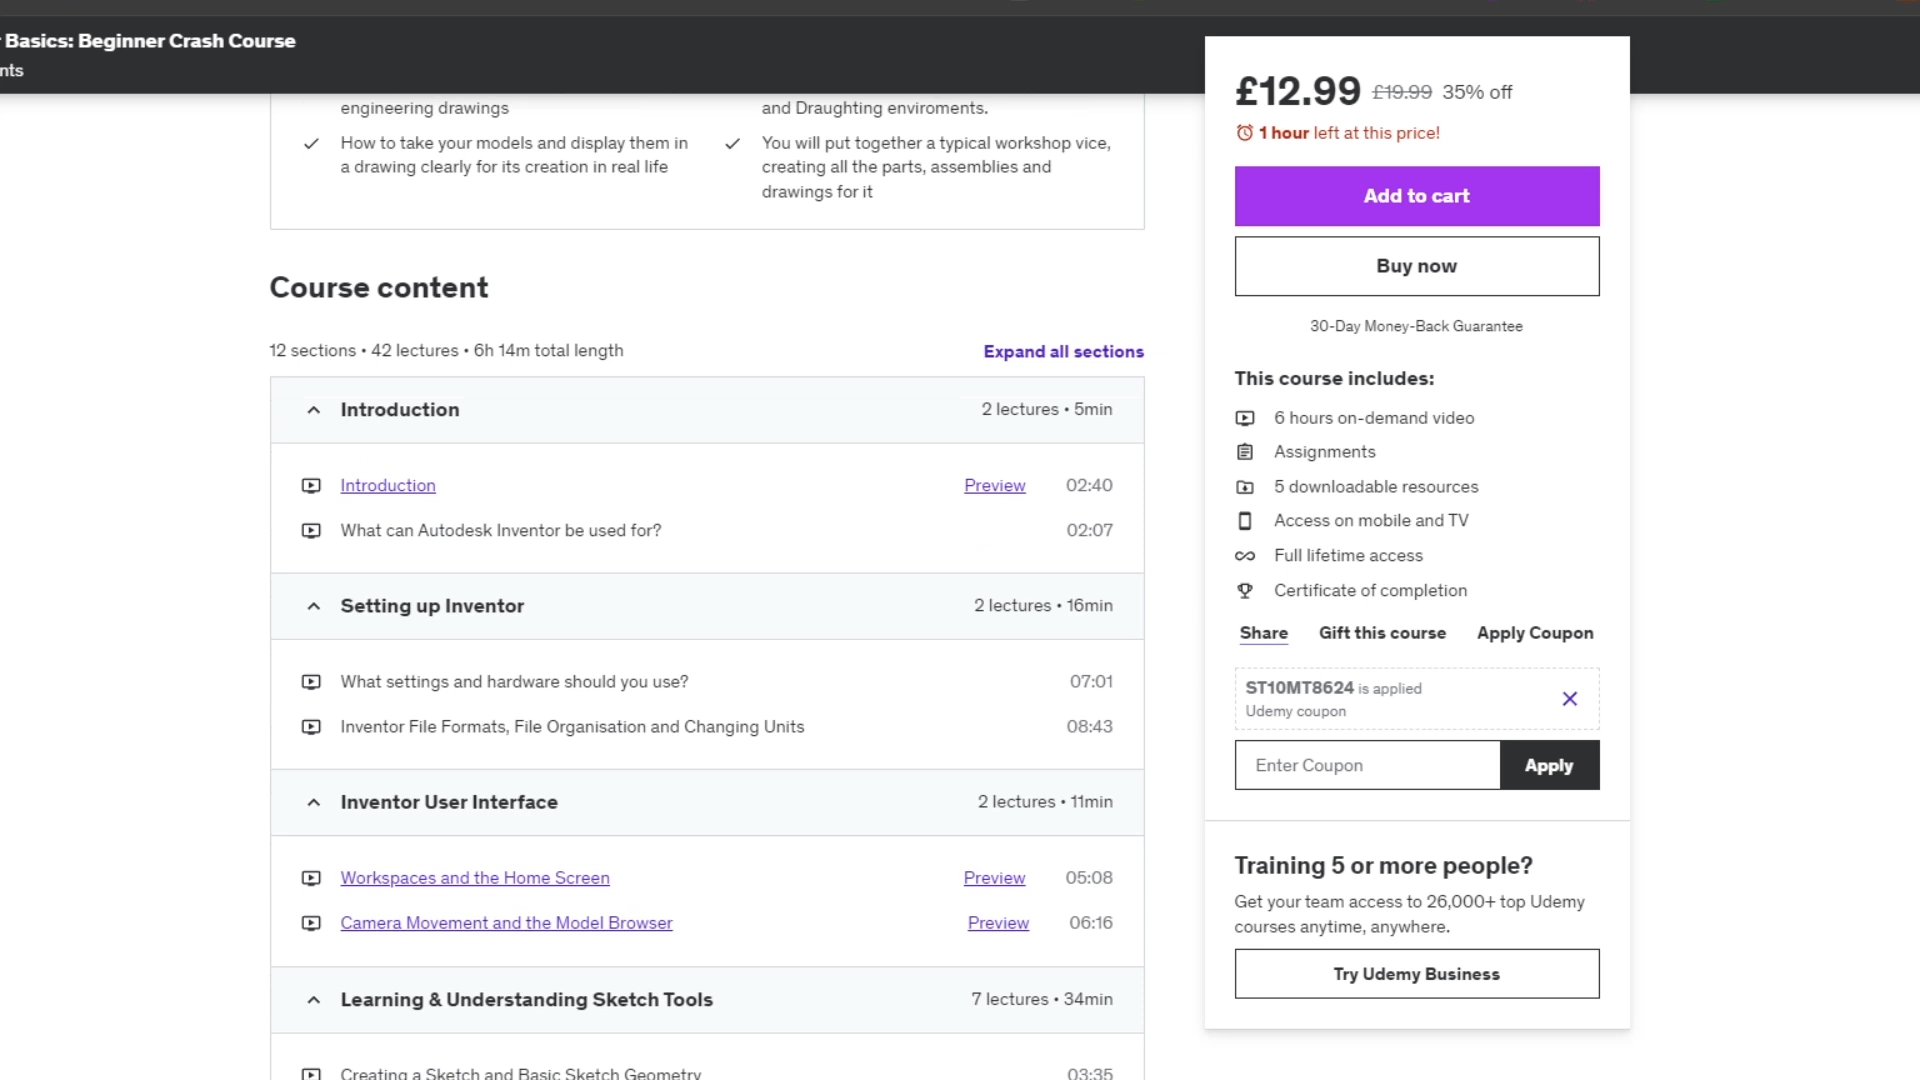 Basics: Beginner Crash Course
nts
engineering drawings
How to take your models and display them in
a drawing clearly for its creation in real life
and Draughting enviroments.
You will put together a typical workshop vice,
creating all the parts, assemblies and
drawings for it
Course content
12 sections • 42 lectures • 6h 14m total length
Expand all sections
Introduction
2 lectures • 5min
Introduction
Preview
02:40
What can Autodesk Inventor be used for?
02:07
Setting up Inventor
2 lectures • 16min
What settings and hardware should you use?
07:01
Inventor File Formats, File Organisation and Changing Units
08:43
Inventor User Interface
2 lectures • 11min
Workspaces and the Home Screen
Preview
05:08
Camera Movement and the Model Browser
Preview
06:16
Learning & Understanding Sketch Tools
7 lectures • 34min
Creating a Sketch and Basic Sketch Geometry
03:35
£12.99 £19.99 35% off
1 hour left at this price!
Add to cart
Buy now
30-Day Money-Back Guarantee
This course includes:
6 hours on-demand video
Assignments
5 downloadable resources
Access on mobile and TV
Full lifetime access
Certificate of completion
Share
Gift this course
Apply Coupon
ST10MT8624 is applied
Udemy coupon
Enter Coupon
Apply
Training 5 or more people?
Get your team access to 26,000+ top Udemy
courses anytime, anywhere.
Try Udemy Business